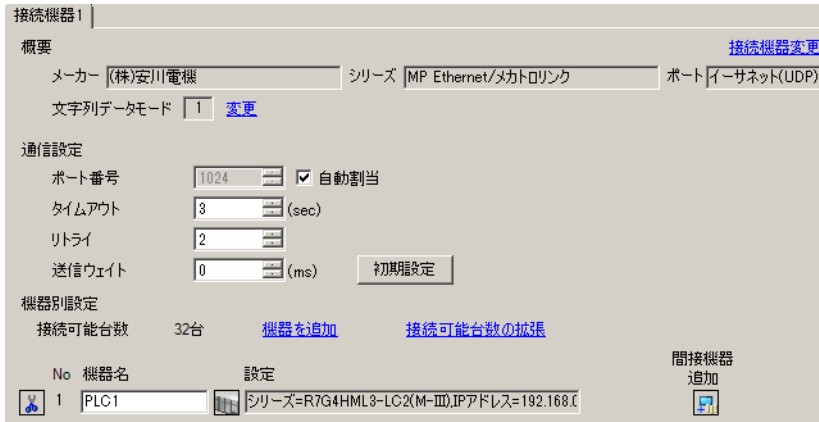 接続機器1
概要 接続機器変更
メーカー (株)安川電機 シリーズ MP Ethernet/メカトロリンク ポート イーサネット(UDP)
文字列データモード 1 変更
通信設定
ポート番号 1024 自動割当
タイムアウト 3 (sec)
リトライ 2
送信ウェイト 0 (ms) 初期設定
機器別設定
接続可能台数 32台 機器を追加 接続可能台数の拡張
間接機器
No 機器名 設定 追加
1 PLC1 シリーズ=R7G4HML3-LC2(M-Ⅲ),IPアドレス=192.168.0